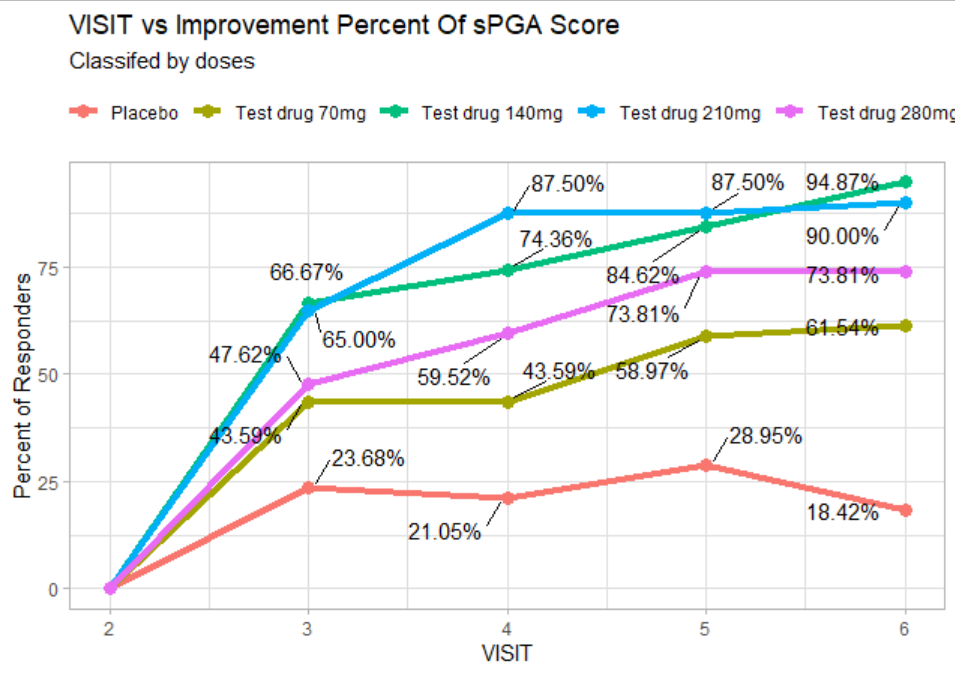 VISIT vs Improvement Percent Of sPGA Score
Classifed by doses
Placebo Test drug 70mg Test drug 140mg Test drug 210mg Test drug 280mg
87.50% 87.50% 94.87%
74.36% 90.00%
66.67% 84.62% 73.81%
75
65.00% 73.81% 61.54%
47.62% 59.52% 43.59% 58.97%
50
43.59% 23.68% 28.95%
25
21.05% 18.42%
0
Percent of Responders
2 3 4 5 6
VISIT